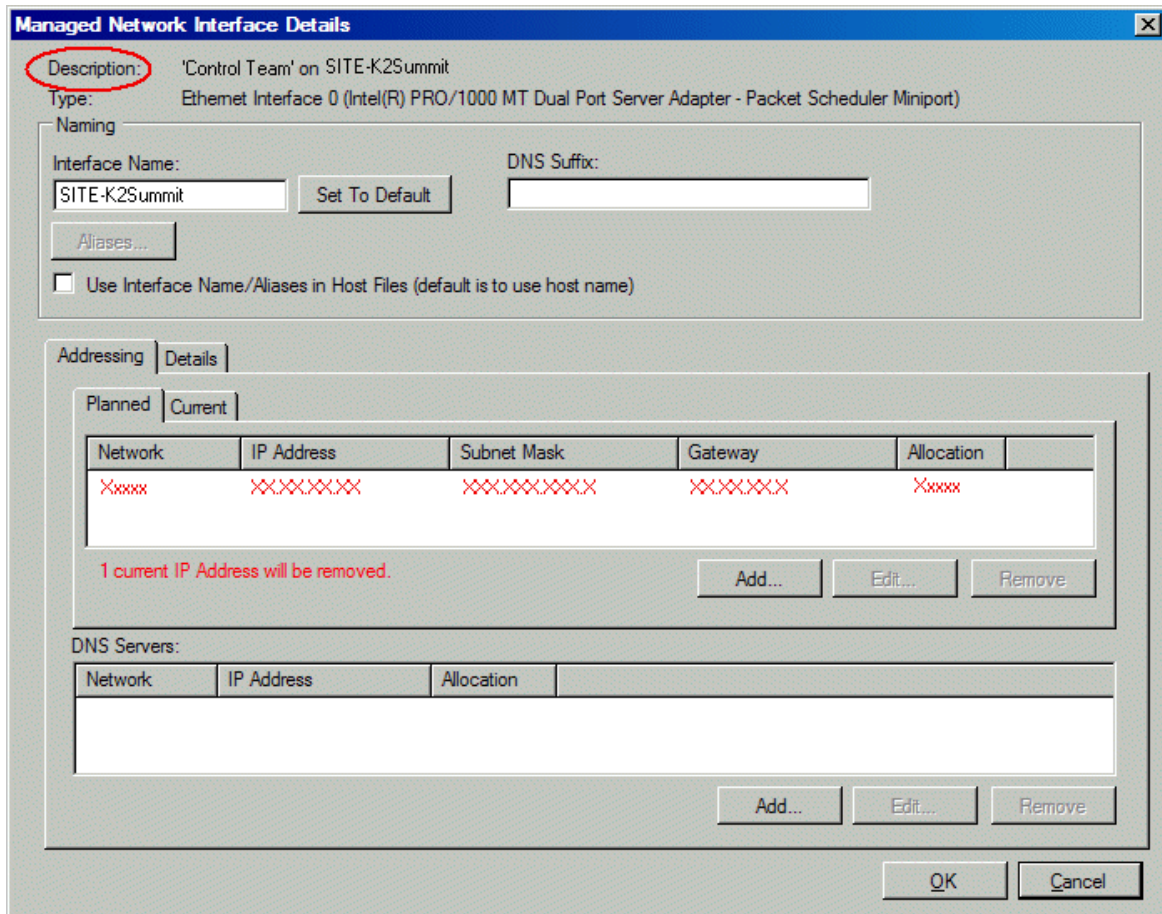 Managed Network Interface Details
Description: 'Control Team' on SITE-K2Summit
Type: Ethernet Interface 0 (Intel(R) PRO/1000 MT Dual Port Server Adapter - Packet Scheduler Miniport)
Naming
Interface Name: DNS Suffix:
SITE-K2Summit Set To Default
Aliases...
Use Interface Name/Aliases in Host Files (default is to use host name)
Addressing Details
Planned Current
Network IP Address Subnet Mask Gateway Allocation
Xxxxx XX.XX.XX.XX XXX.XXX.XXX.X XX.XX.XX.X Xxxxx
1 current IP Address will be removed.
Add... Edit... Remove
DNS Servers:
Network IP Address Allocation
Add... Edit... Remove
OK Cancel